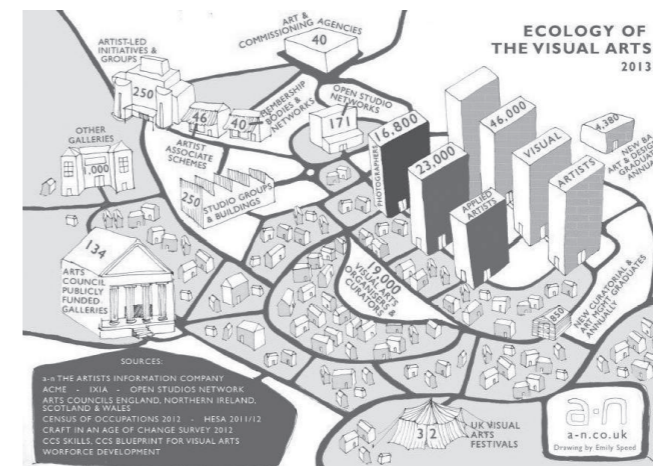 ECOLOGY OF
THE VISUAL ARTS
2013
ART &
COMMISSIONING AGENCIES
40
ARTIST-LED
INITIATIVES &
GROUPS
250
46
40
MEMBERSHIP
BODIES &
NETWORKS
OPEN STUDIO
NETWORKS
171
ARTIST
ASSOCIATE
SCHEMES
OTHER
GALLERIES
1,000
250
STUDIO GROUPS
& BUILDINGS
16,800
PHOTOGRAPHERS
23,000
APPLIED
ARTISTS
46,000
VISUAL
ARTISTS
4,380
NEW BA
ART & DESIGN
GRADUATES
134
ARTS
COUNCIL
PUBLICLY
FUNDED
GALLERIES
19,000
VISUAL ARTS
ORGANISERS &
CURATORS
850
NEW CURATORIAL &
ART MGMT GRADUATES
ANNUALLY
32
UK VISUAL
ARTS
FESTIVALS
SOURCES:
a-n THE ARTISTS INFORMATION COMPANY
ACME - IXIA - OPEN STUDIOS NETWORK
ARTS COUNCILS ENGLAND, NORTHERN IRELAND,
SCOTLAND & WALES
CENSUS OF OCCUPATIONS 2012 - HESA 2011/12
CRAFT IN AN AGE OF CHANGE SURVEY 2012
CCS SKILLS, CCS BLUEPRINT FOR VISUAL ARTS
WORFORCE DEVELOPMENT
a-n
a-n.co.uk
Drawing by Emily Speed